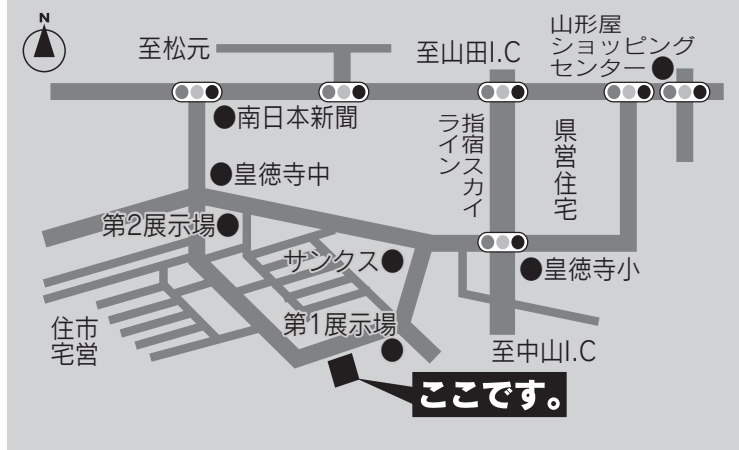 N
至松元
至山田I.C
山形屋
ショッピング
センター
南日本新聞
指宿スカイ
ライン
県営住宅
皇徳寺中
第2展示場
サンクス
皇徳寺小
第1展示場
市営
住宅
至中山I.C
ここです。